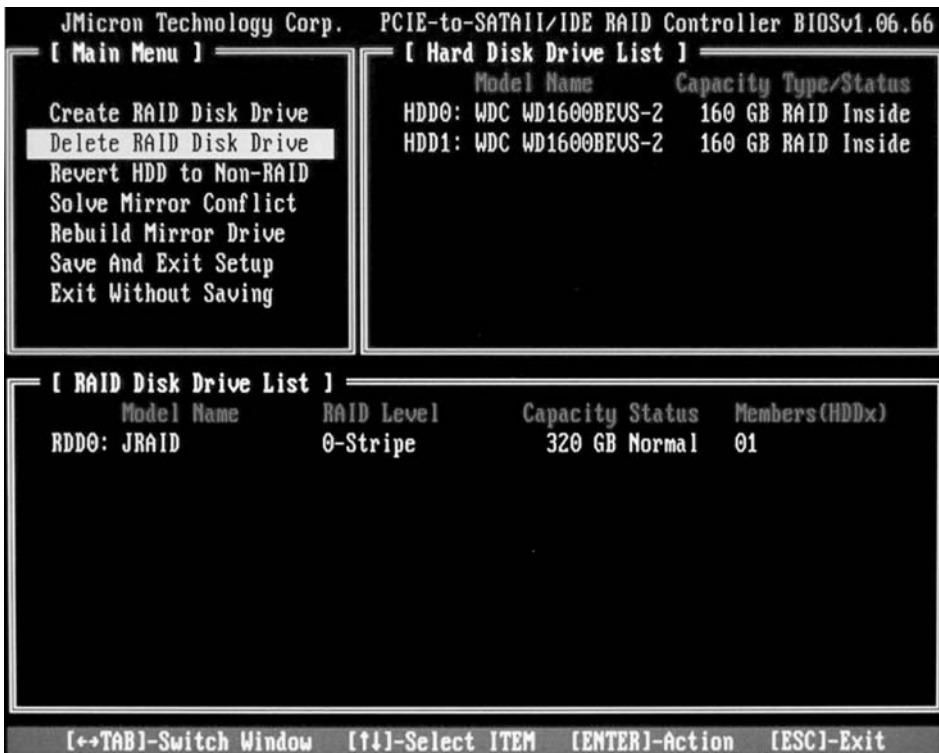 JMicron Technology Corp. PCIE-to-SATAII/IDE RAID Controller BIOSv1.06.66
[ Main Menu ]
Create RAID Disk Drive
Delete RAID Disk Drive
Revert HDD to Non-RAID
Solve Mirror Conflict
Rebuild Mirror Drive
Save And Exit Setup
Exit Without Saving
[ Hard Disk Drive List ]
Model Name Capacity Type/Status
HDD0: WDC WD1600BEVS-2 160 GB RAID Inside
HDD1: WDC WD1600BEVS-2 160 GB RAID Inside
[ RAID Disk Drive List ]
Model Name RAID Level Capacity Status Members(HDDx)
RDD0: JRAID 0-Stripe 320 GB Normal 01
[↔TAB]-Switch Window [↑↓]-Select ITEM [ENTER]-Action [ESC]-Exit